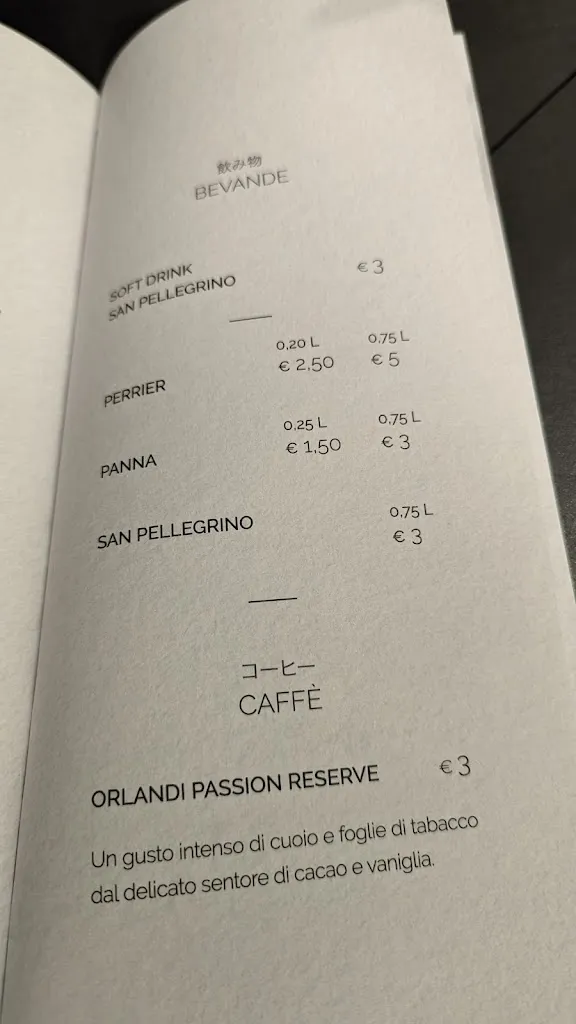 飲み物
BEVANDE
SOFT DRINK
SAN PELLEGRINO € 3
0,20 L 0,75 L
PERRIER € 2,50 € 5
0,25 L 0,75 L
PANNA € 1,50 € 3
0,75 L
SAN PELLEGRINO € 3
コーヒー
CAFFÈ
ORLANDI PASSION RESERVE € 3
Un gusto intenso di cuoio e foglie di tabacco
dal delicato sentore di cacao e vaniglia.